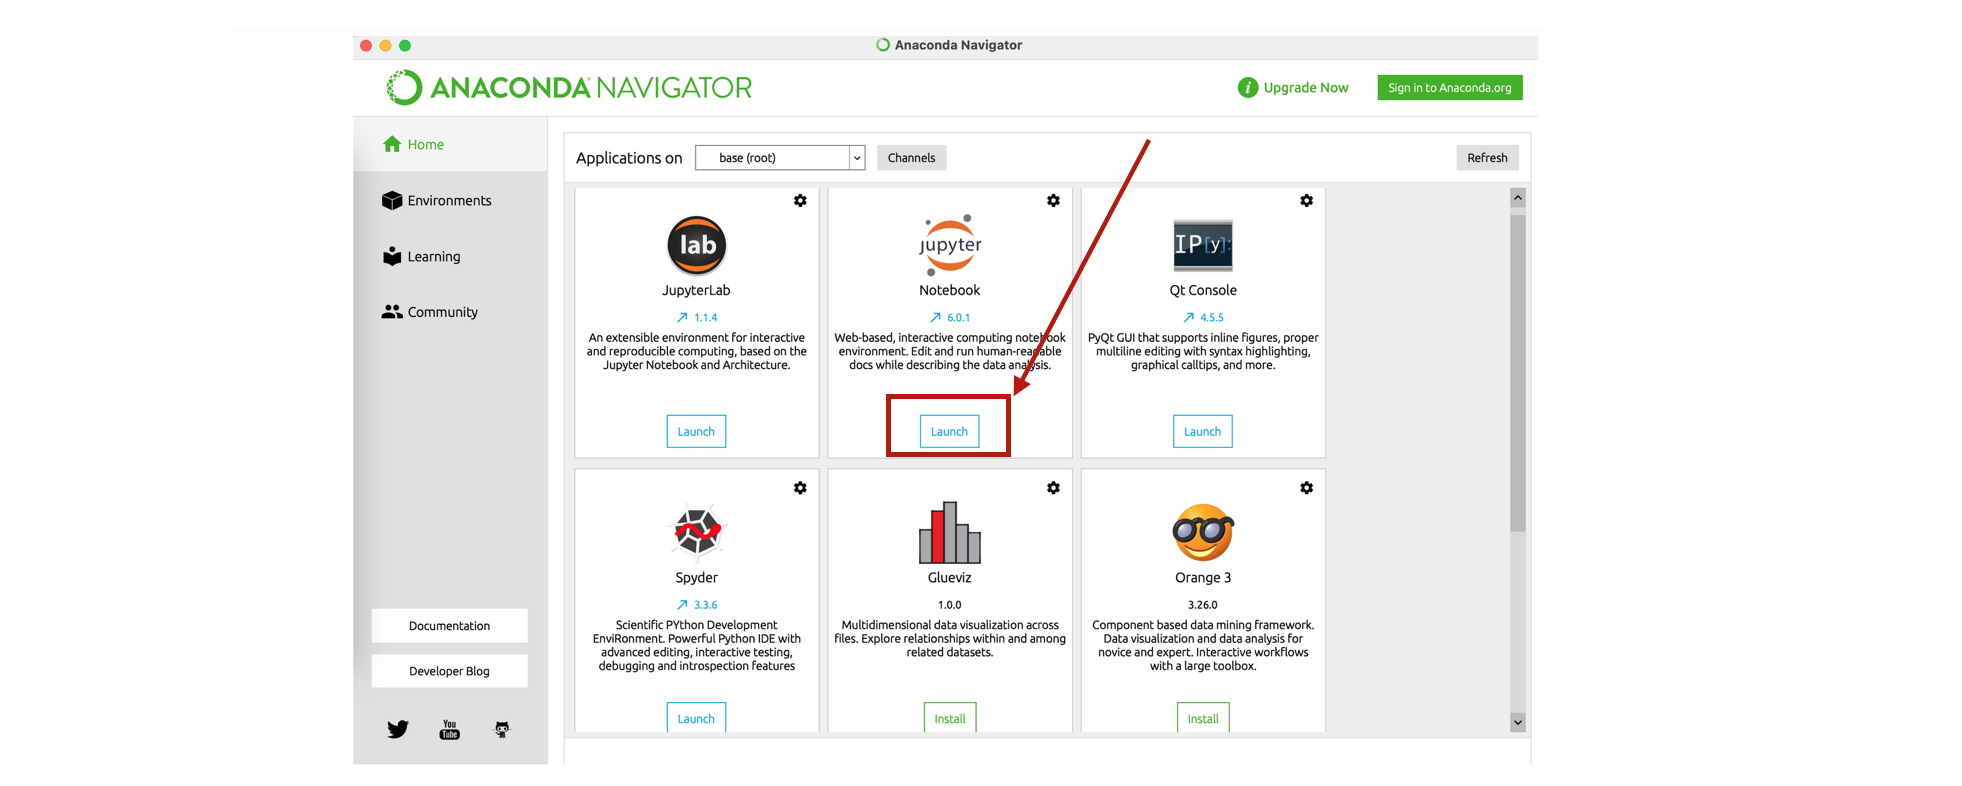 Anaconda Navigator
ANACONDA NAVIGATOR
i Upgrade Now
Sign in to Anaconda.org
Home
Environments
Learning
Community
Documentation
Developer Blog
You
Tube
Applications on
base (root)
Channels
Refresh
lab
JupyterLab
1.1.4
An extensible environment for interactive
and reproducible computing, based on the
Jupyter Notebook and Architecture.
Launch
jupyter
Notebook
6.0.1
Web-based, interactive computing notebook
environment. Edit and run human-readable
docs while describing the data analysis.
Launch
IP[y]:
Qt Console
4.5.5
PyQt GUI that supports inline figures, proper
multiline editing with syntax highlighting,
graphical calltips, and more.
Launch
Spyder
3.3.6
Scientific PYthon Development
EnviRonment. Powerful Python IDE with
advanced editing, interactive testing,
debugging and introspection features
Launch
Glueviz
1.0.0
Multidimensional data visualization across
files. Explore relationships within and among
related datasets.
Install
Orange 3
3.26.0
Component based data mining framework.
Data visualization and data analysis for
novice and expert. Interactive workflows
with a large toolbox.
Install